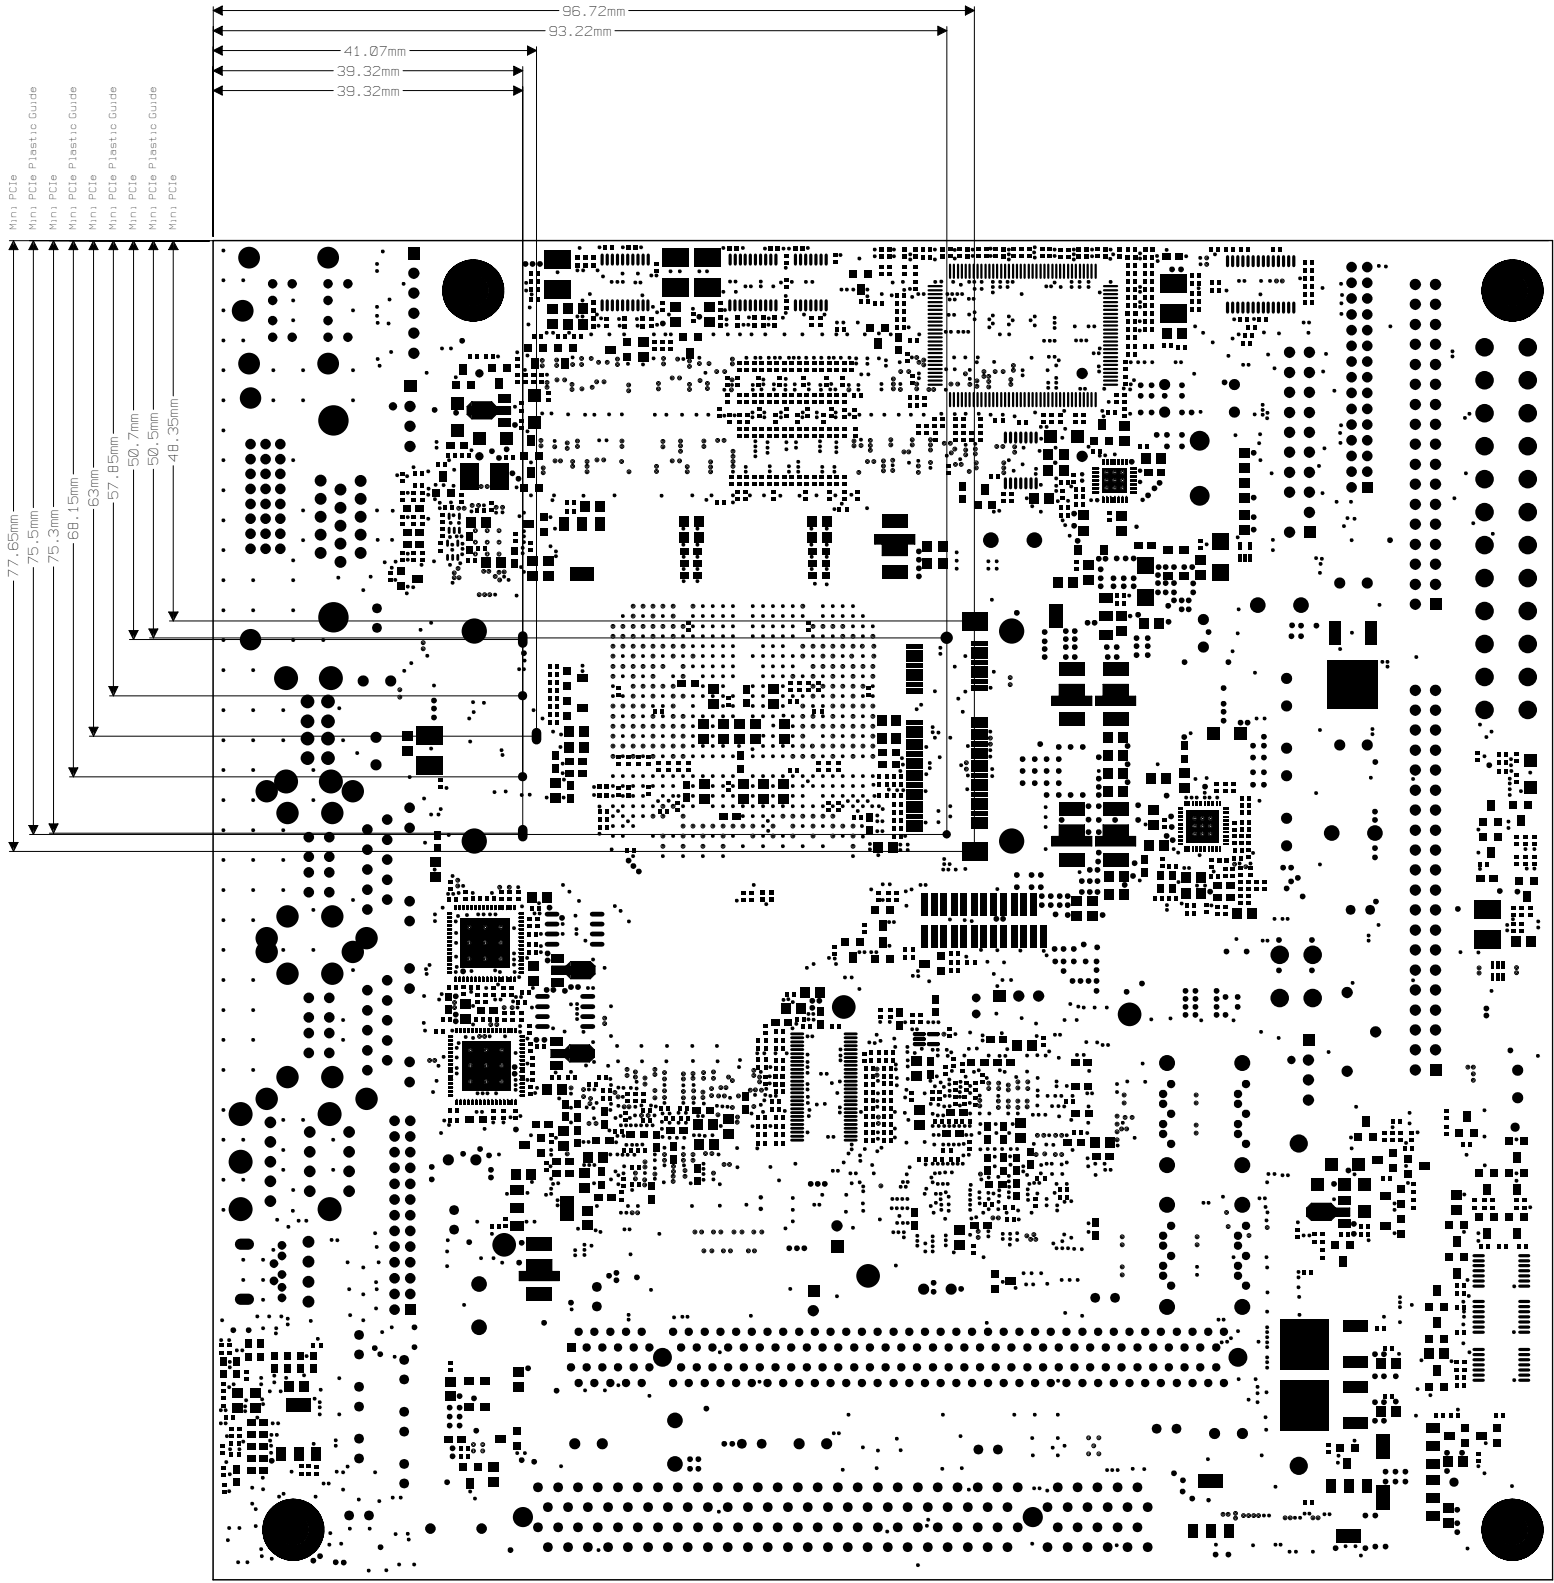 96.72mm
93.22mm
41.07mm
39.32mm
39.32mm
Mini PCIe
Mini PCIe Plastic Guide
Mini PCIe
Mini PCIe Plastic Guide
Mini PCIe
Mini PCIe Plastic Guide
Mini PCIe
Mini PCIe Plastic Guide
Mini PCIe
77.65mm
75.5mm
75.3mm
68.15mm
63mm
57.85mm
50.7mm
50.5mm
48.35mm